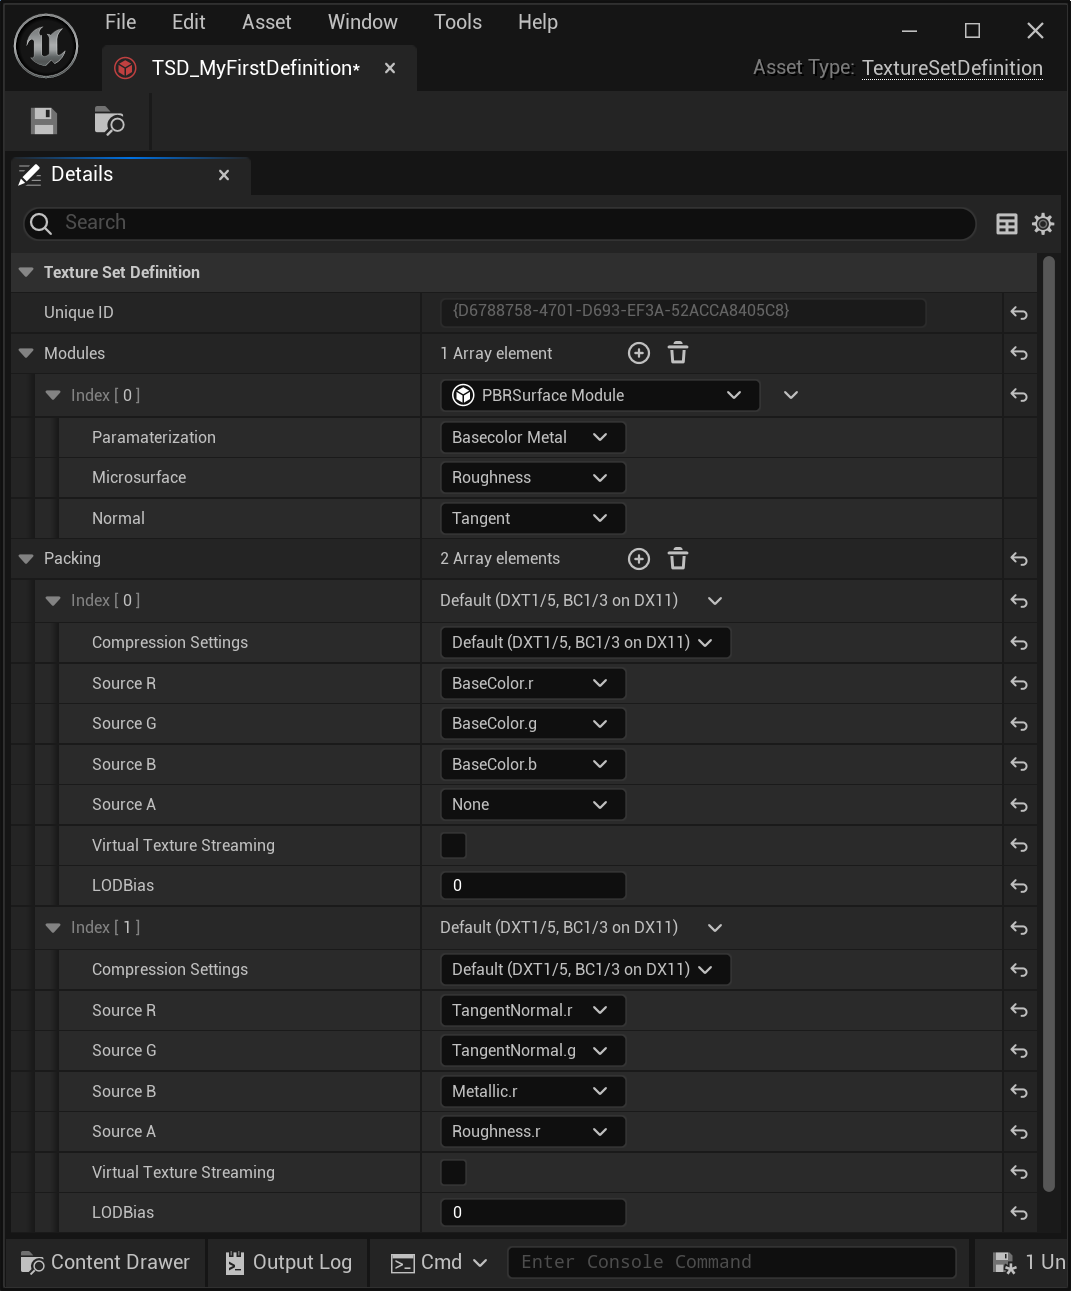 File Edit Asset Window Tools Help
TSD_MyFirstDefinition*
Asset Type: TextureSetDefinition
Details
Search
Texture Set Definition
Unique ID {D6788758-4701-D693-EF3A-52ACCA8405C8}
Modules 1 Array element
Index [ 0 ] PBRSurface Module
Paramaterization Basecolor Metal
Microsurface Roughness
Normal Tangent
Packing 2 Array elements
Index [ 0 ] Default (DXT1/5, BC1/3 on DX11)
Compression Settings Default (DXT1/5, BC1/3 on DX11)
Source R BaseColor.r
Source G BaseColor.g
Source B BaseColor.b
Source A None
Virtual Texture Streaming
LODBias 0
Index [ 1 ] Default (DXT1/5, BC1/3 on DX11)
Compression Settings Default (DXT1/5, BC1/3 on DX11)
Source R TangentNormal.r
Source G TangentNormal.g
Source B Metallic.r
Source A Roughness.r
Virtual Texture Streaming
LODBias 0
Content Drawer Output Log Cmd Enter Console Command 1 Un